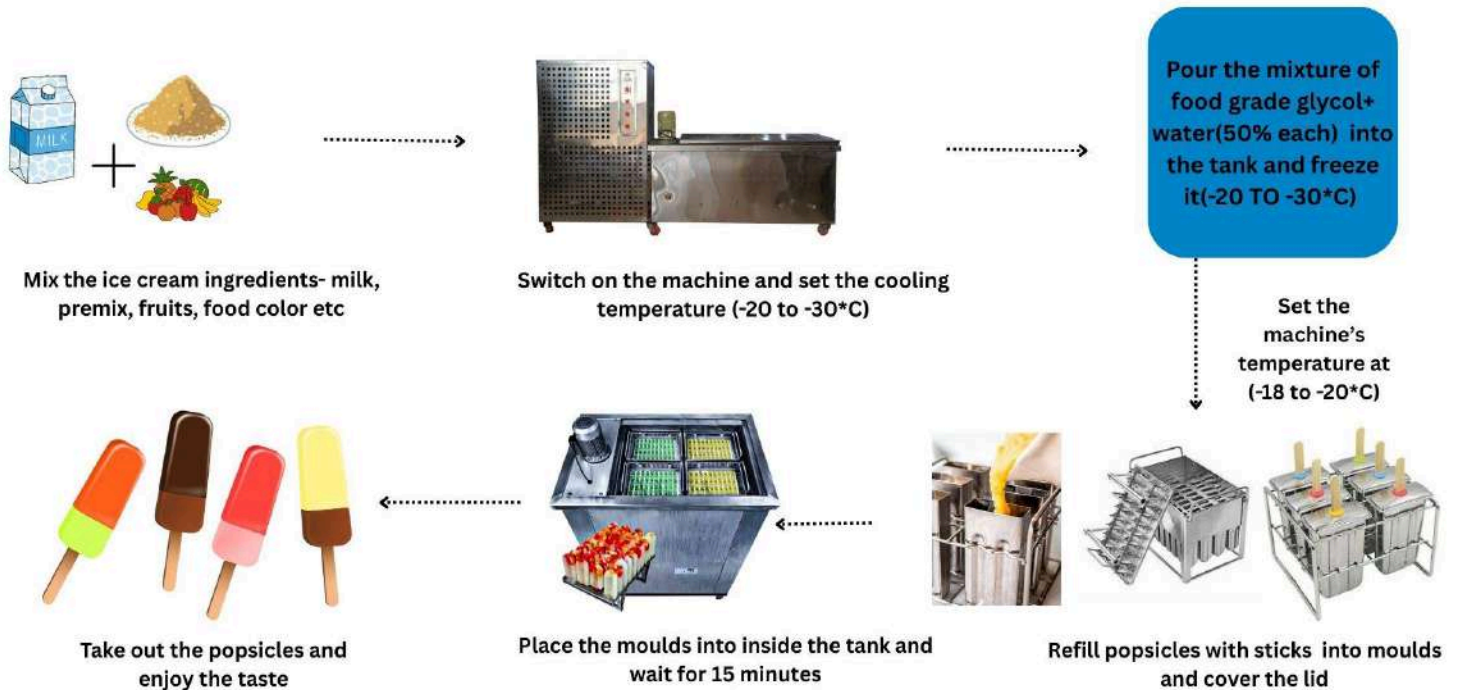 MILK
Mix the ice cream ingredients- milk,
premix, fruits, food color etc
Switch on the machine and set the cooling
temperature (-20 to -30*C)
Pour the mixture of
food grade glycol+
water(50% each) into
the tank and freeze
it(-20 TO -30*C)
Set the
machine's
temperature at
(-18 to -20*C)
Refill popsicles with sticks into moulds
and cover the lid
Place the moulds into inside the tank and
wait for 15 minutes
Take out the popsicles and
enjoy the taste